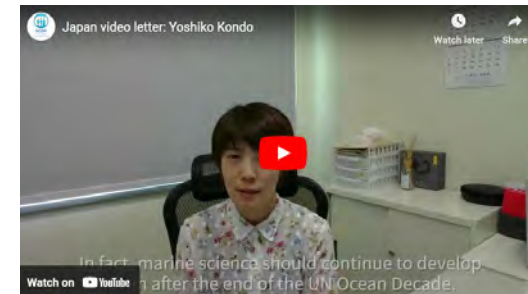 Japan video letter: Yoshiko Kondo
Watch later
Share
In fact, marine science should continue to develop
after the end of the UN Ocean Decade.
Watch on YouTube